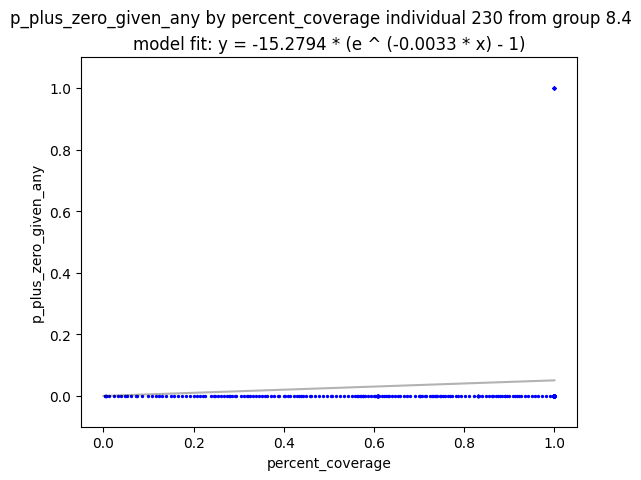 p_plus_zero_given_any by percent_coverage individual 230 from group 8.4
model fit: y = -15.2794 * (e ^ (-0.0033 * x) - 1)
1.0
0.8
0.6
0.4
0.2
0.0
p_plus_zero_given_any
0.0 0.2 0.4 0.6 0.8 1.0
percent_coverage